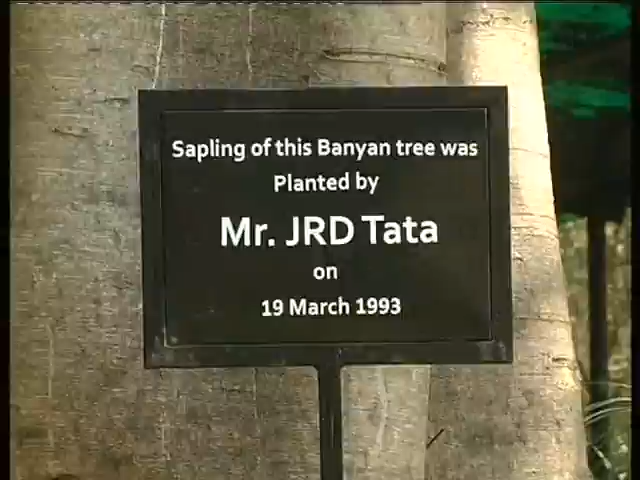 Sapling of this Banyan tree was
Planted by
Mr. JRD Tata
on
19 March 1993